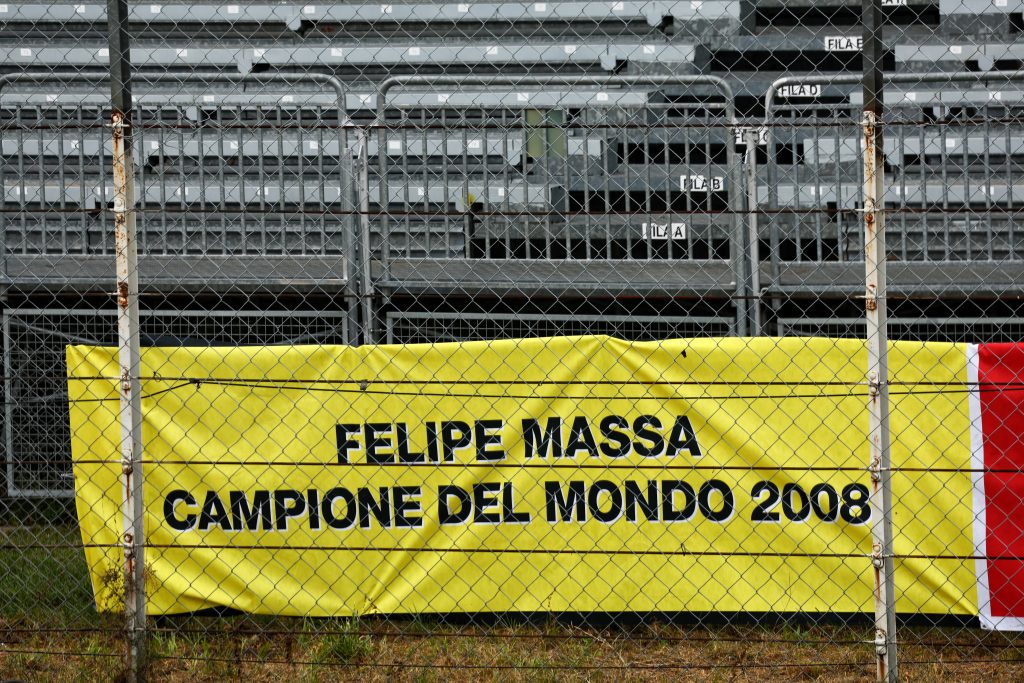 FILA E
FILA D
FILA C
FILA B
FILA A
FELIPE MASSA
CAMPIONE DEL MONDO 2008